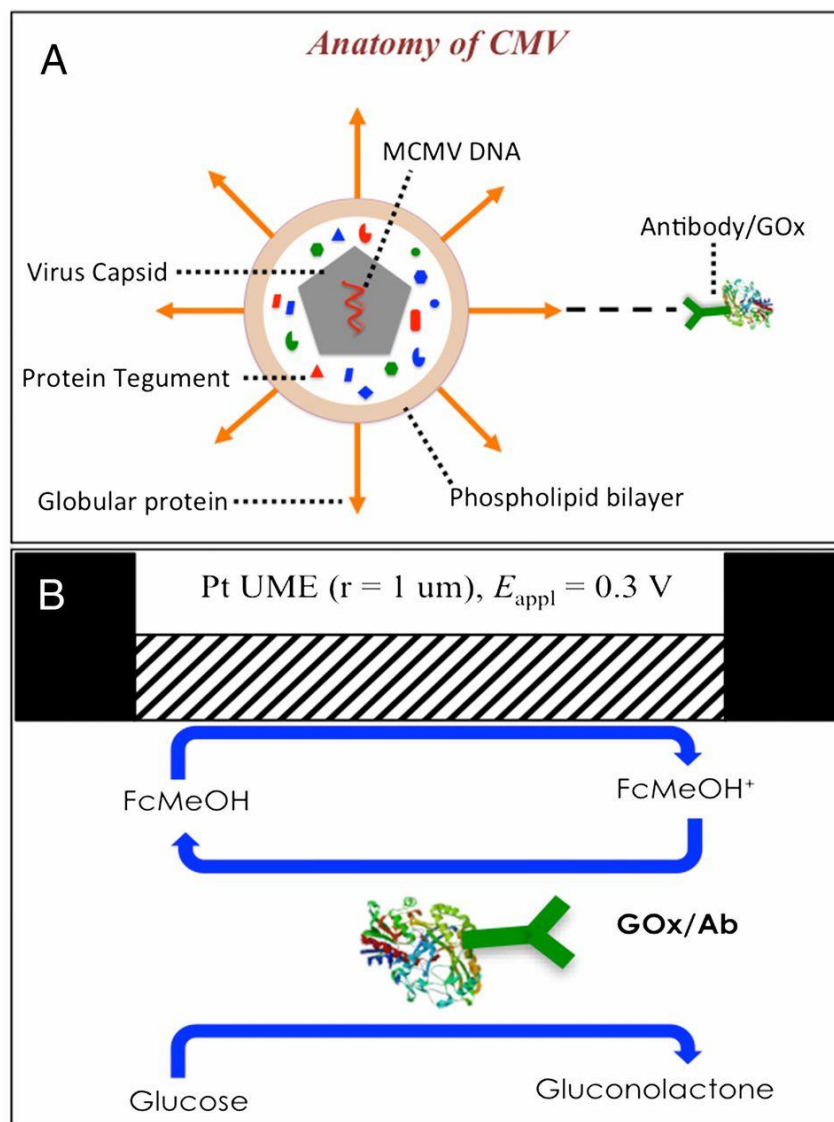 A
Anatomy of CMV
MCMV DNA
Antibody/GOx
Virus Capsid
Protein Tegument
Globular protein
Phospholipid bilayer
B
Pt UME (r = 1 um), E_appl = 0.3 V
FcMeOH
FcMeOH⁺
GOx/Ab
Glucose
Gluconolactone